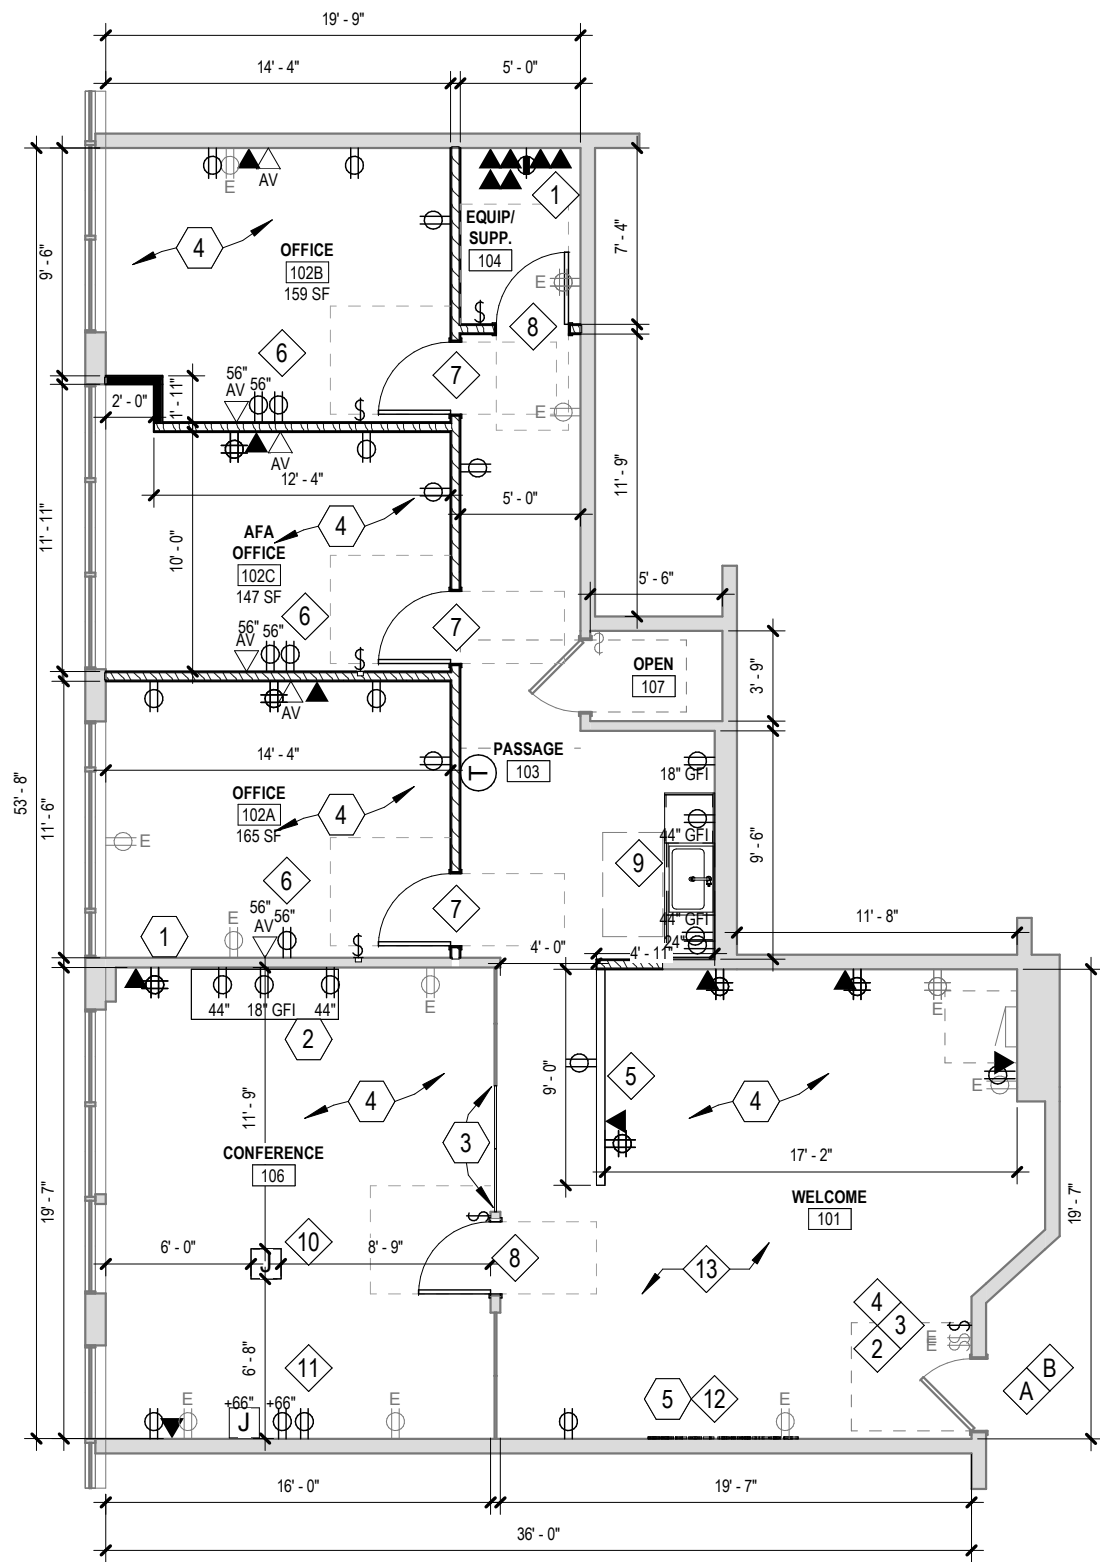 19' - 9"
14' - 4"
5' - 0"
E
AV
4
OFFICE
102B
159 SF
EQUIP/
SUPP.
104
1
E
7' - 4"
9' - 6"
8
6
7
56"
AV
56"
2' - 0"
1' - 11"
E
AV
12' - 4"
5' - 0"
11' - 9"
11' - 11"
10' - 0"
4
AFA
OFFICE
102C
147 SF
6
7
56"
AV
56"
5' - 6"
OPEN
107
3' - 9"
AV
14' - 4"
PASSAGE
103
T
18" GFI
OFFICE
102A
165 SF
4
E
53' - 8"
11' - 6"
44" GFI
9
9' - 6"
6
7
1
E
56"
AV
56"
44" GFI
24"
11' - 8"
4' - 0"
4' - 11"
44"
18" GFI
44"
E
E
2
11' - 9"
4
3
9' - 0"
5
4
E
CONFERENCE
106
17' - 2"
WELCOME
101
19' - 7"
19' - 7"
6' - 0"
J
10
8' - 9"
8
13
4
3
2
E
E
6' - 8"
11
A
B
E
+66"
J
+66"
E
5
12
E
16' - 0"
19' - 7"
36' - 0"